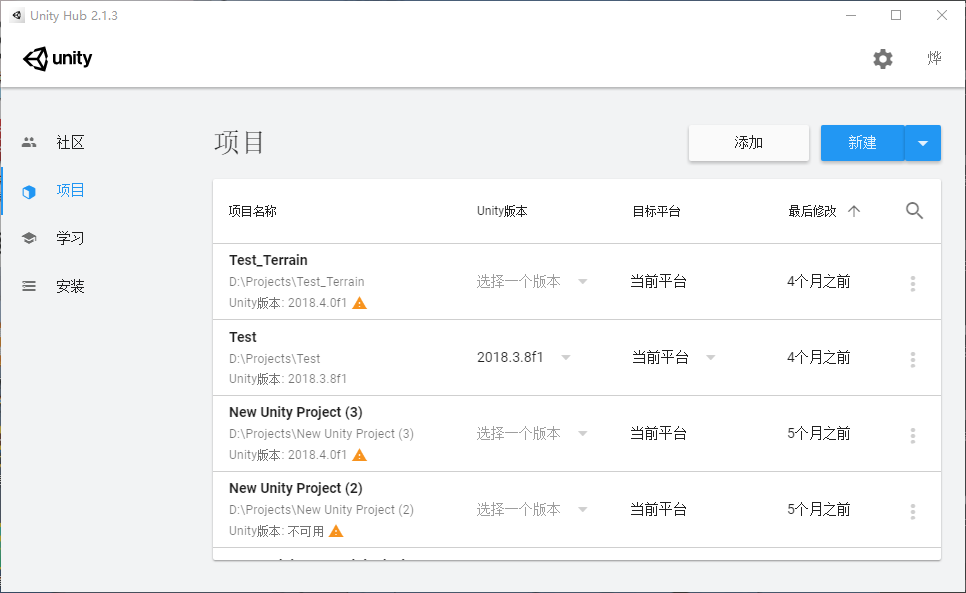 Unity Hub 2.1.3
unity
烨
社区
项目
学习
安装
项目
添加
新建
项目名称 Unity版本 目标平台 最后修改
Test_Terrain
D:\Projects\Test_Terrain
Unity版本: 2018.4.0f1
选择一个版本 当前平台 4个月之前
Test
D:\Projects\Test
Unity版本: 2018.3.8f1
2018.3.8f1 当前平台 4个月之前
New Unity Project (3)
D:\Projects\New Unity Project (3)
Unity版本: 2018.4.0f1
选择一个版本 当前平台 5个月之前
New Unity Project (2)
D:\Projects\New Unity Project (2)
Unity版本: 不可用
选择一个版本 当前平台 5个月之前